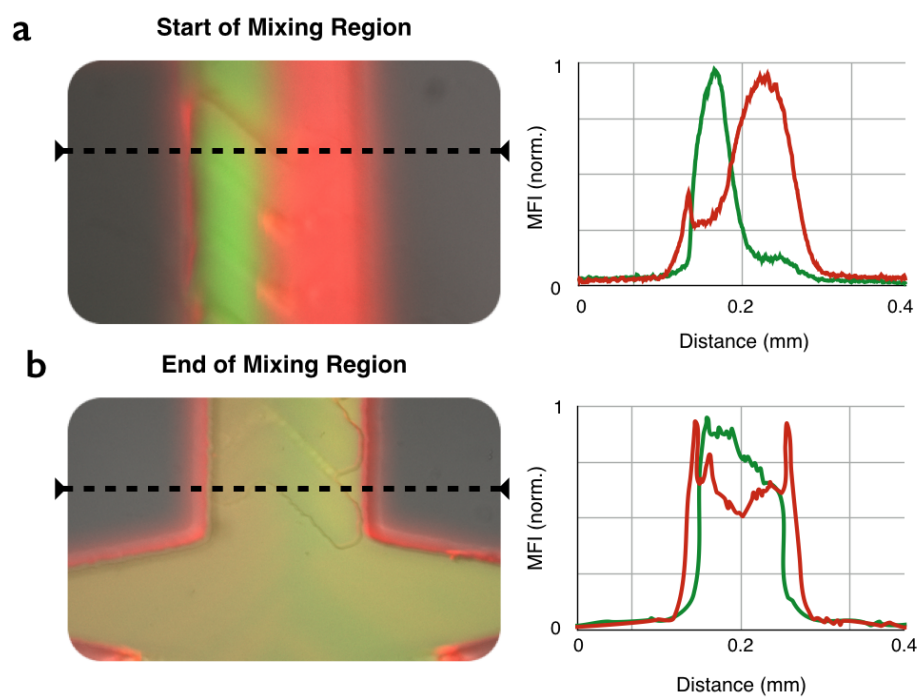 a
Start of Mixing Region
1
MFI (norm.)
0
0
0.2
0.4
Distance (mm)
b
End of Mixing Region
1
MFI (norm.)
0
0
0.2
0.4
Distance (mm)